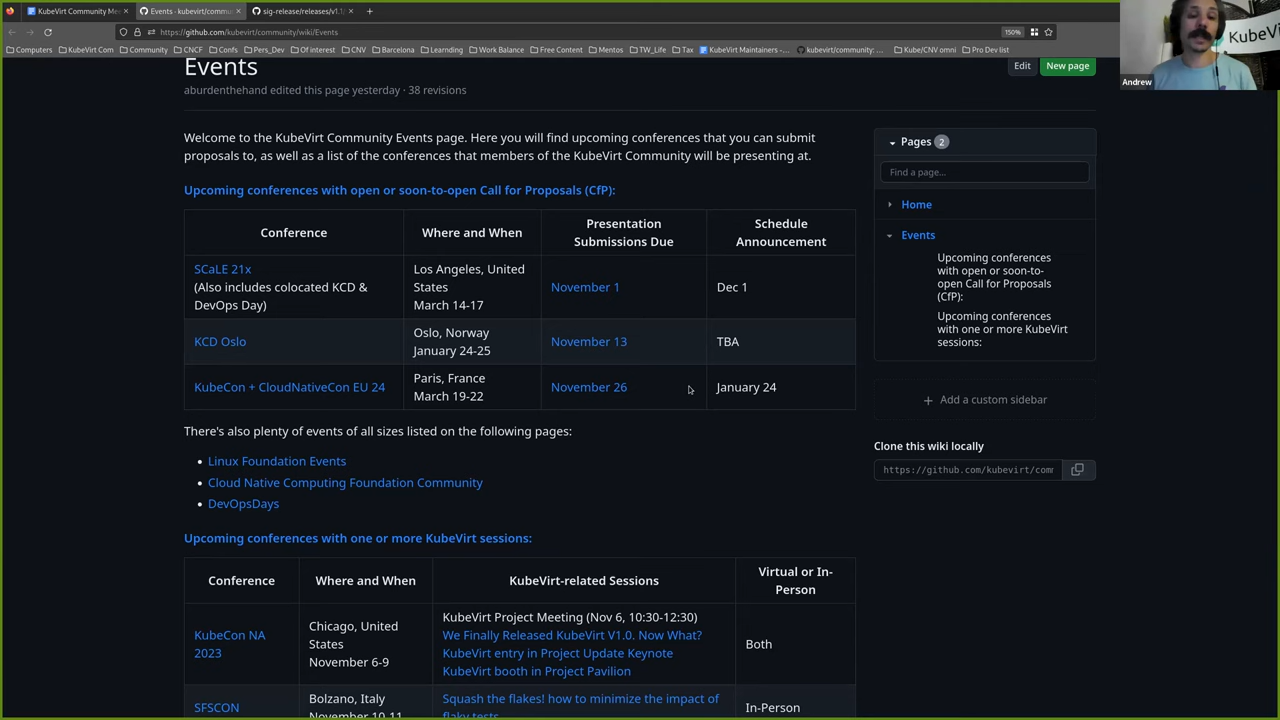 KubeVirt Community Me
Events · kubevirt/commu
sig-release/releases/v1.
https://github.com/kubevirt/community/wiki/Events
150%
Computers
KubeVirt Com
Community
CNCF
Confs
Pers_Dev
Of interest
CNV
Barcelona
Learnding
Work Balance
Free Content
Mentos
TW_Life
Tax
KubeVirt Maintainers -...
kubevirt/community: ...
Kube/CNV omni
Pro Dev list
Andrew
Events
Edit
New page
aburdenthehand edited this page yesterday · 38 revisions
Welcome to the KubeVirt Community Events page. Here you will find upcoming conferences that you can submit
proposals to, as well as a list of the conferences that members of the KubeVirt Community will be presenting at.
Upcoming conferences with open or soon-to-open Call for Proposals (CfP):
Conference
Where and When
Presentation
Submissions Due
Schedule
Announcement
SCaLE 21x
(Also includes colocated KCD &
DevOps Day)
Los Angeles, United
States
March 14-17
November 1
Dec 1
KCD Oslo
Oslo, Norway
January 24-25
November 13
TBA
KubeCon + CloudNativeCon EU 24
Paris, France
March 19-22
November 26
January 24
There's also plenty of events of all sizes listed on the following pages:
• Linux Foundation Events
• Cloud Native Computing Foundation Community
• DevOpsDays
Upcoming conferences with one or more KubeVirt sessions:
Conference
Where and When
KubeVirt-related Sessions
Virtual or In-
Person
KubeCon NA
2023
Chicago, United
States
November 6-9
KubeVirt Project Meeting (Nov 6, 10:30-12:30)
We Finally Released KubeVirt V1.0. Now What?
KubeVirt entry in Project Update Keynote
KubeVirt booth in Project Pavilion
Both
SFSCON
Bolzano, Italy
November 10-11
Squash the flakes! how to minimize the impact of
flaky tests
In-Person
Pages 2
Find a page...
Home
Events
Upcoming conferences
with open or soon-to-
open Call for Proposals
(CfP):
Upcoming conferences
with one or more KubeVirt
sessions:
+ Add a custom sidebar
Clone this wiki locally
https://github.com/kubevirt/com